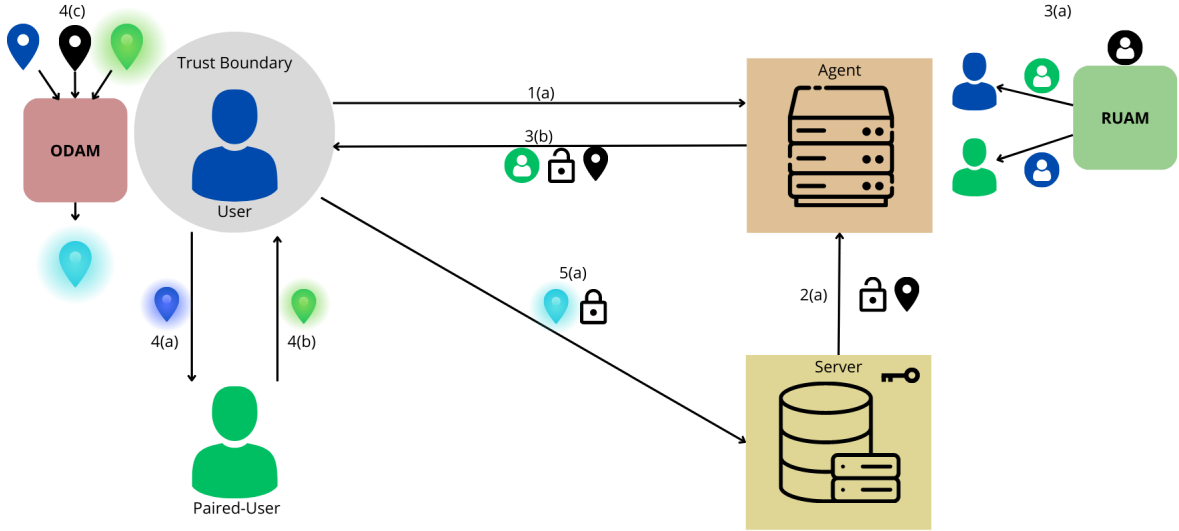 4(c)
3(a)
Trust Boundary
Agent
1(a)
RUAM
3(b)
ODAM
User
5(a)
2(a)
4(a)
4(b)
Server
Paired-User